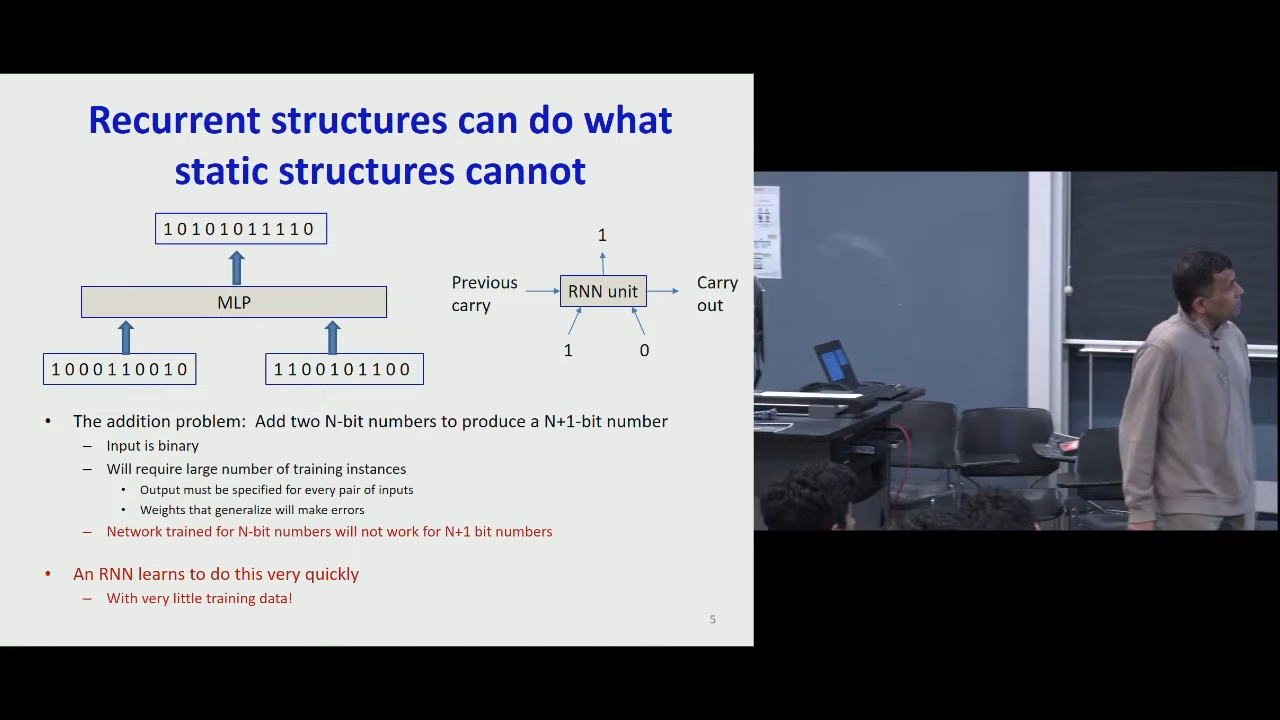 Recurrent structures can do what
static structures cannot
1 0 1 0 1 0 1 1 1 1 0
MLP
1 0 0 0 1 1 0 0 1 0
1 1 0 0 1 0 1 1 0 0
1
Previous
carry
RNN unit
Carry
out
1
0
• The addition problem: Add two N-bit numbers to produce a N+1-bit number
– Input is binary
– Will require large number of training instances
• Output must be specified for every pair of inputs
• Weights that generalize will make errors
– Network trained for N-bit numbers will not work for N+1 bit numbers
• An RNN learns to do this very quickly
– With very little training data!
5